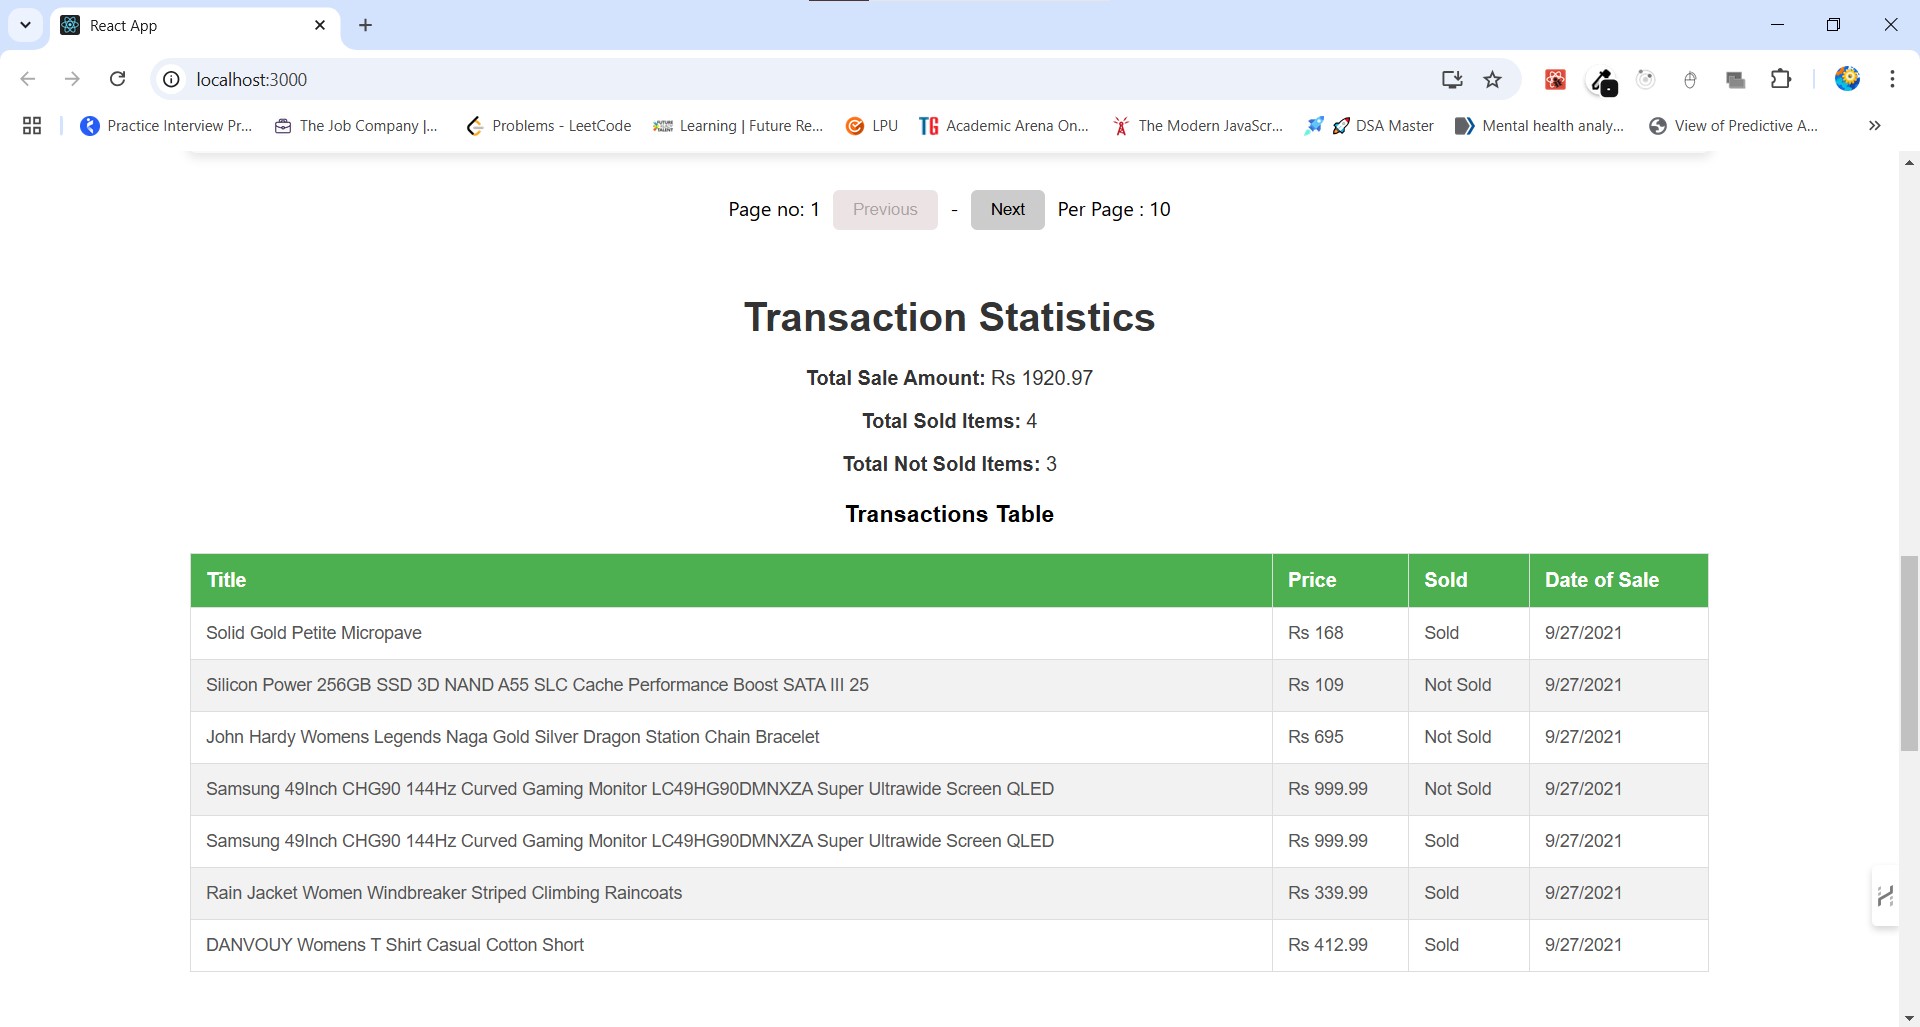 React App
localhost:3000
Practice Interview Pr... The Job Company |... Problems - LeetCode Learning | Future Re... LPU Academic Arena On... The Modern JavaScr... DSA Master Mental health analy... View of Predictive A...
Page no: 1 Previous - Next Per Page : 10
Transaction Statistics
Total Sale Amount: Rs 1920.97
Total Sold Items: 4
Total Not Sold Items: 3
Transactions Table
Title Price Sold Date of Sale
Solid Gold Petite Micropave Rs 168 Sold 9/27/2021
Silicon Power 256GB SSD 3D NAND A55 SLC Cache Performance Boost SATA III 25 Rs 109 Not Sold 9/27/2021
John Hardy Womens Legends Naga Gold Silver Dragon Station Chain Bracelet Rs 695 Not Sold 9/27/2021
Samsung 49Inch CHG90 144Hz Curved Gaming Monitor LC49HG90DMNXZA Super Ultrawide Screen QLED Rs 999.99 Not Sold 9/27/2021
Samsung 49Inch CHG90 144Hz Curved Gaming Monitor LC49HG90DMNXZA Super Ultrawide Screen QLED Rs 999.99 Sold 9/27/2021
Rain Jacket Women Windbreaker Striped Climbing Raincoats Rs 339.99 Sold 9/27/2021
DANVOUY Womens T Shirt Casual Cotton Short Rs 412.99 Sold 9/27/2021